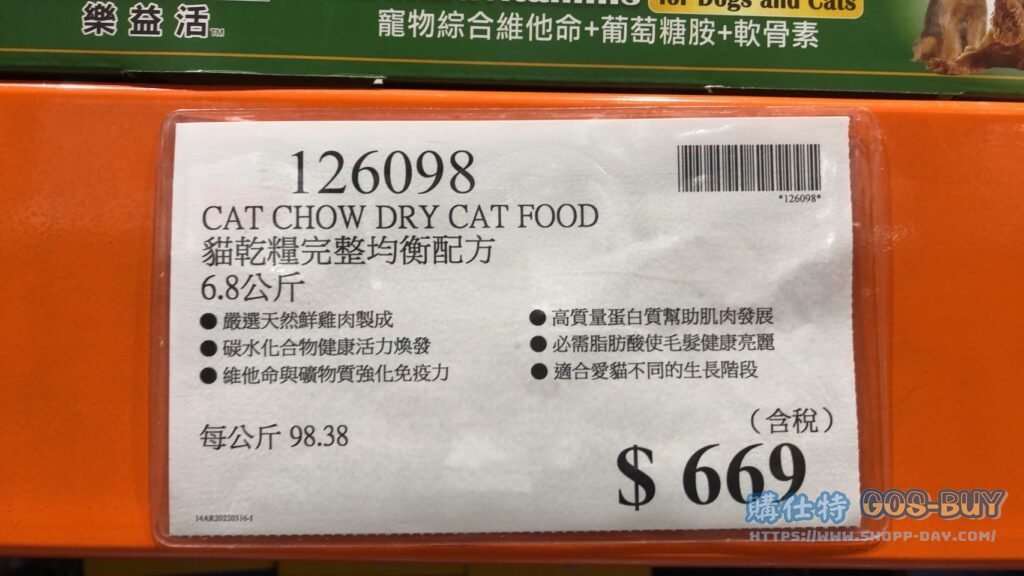 for Dogs and Cats
樂益活™
寵物綜合維他命+葡萄糖胺+軟骨素
126098
*126098*
CAT CHOW DRY CAT FOOD
貓乾糧完整均衡配方
6.8公斤
●嚴選天然鮮雞肉製成
●高質量蛋白質幫助肌肉發展
●碳水化合物健康活力煥發
●必需脂肪酸使毛髮健康亮麗
●維他命與礦物質強化免疫力
●適合愛貓不同的生長階段
每公斤 98.38
(含稅)
$ 669
14AR20220316-1
購仕特 GOS-BUY
HTTPS://WWW.SHOPP-DAY.COM/